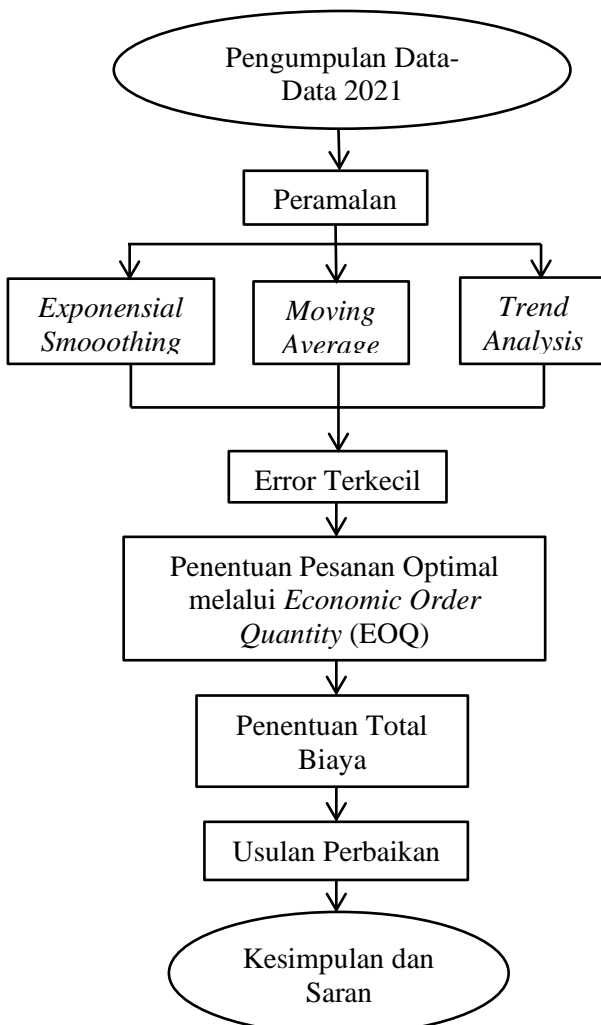 Pengumpulan Data-
Data 2021
Peramalan
Exponensial
Smooothing
Moving
Average
Trend
Analysis
Error Terkecil
Penentuan Pesanan Optimal
melalui Economic Order
Quantity (EOQ)
Penentuan Total
Biaya
Usulan Perbaikan
Kesimpulan dan
Saran